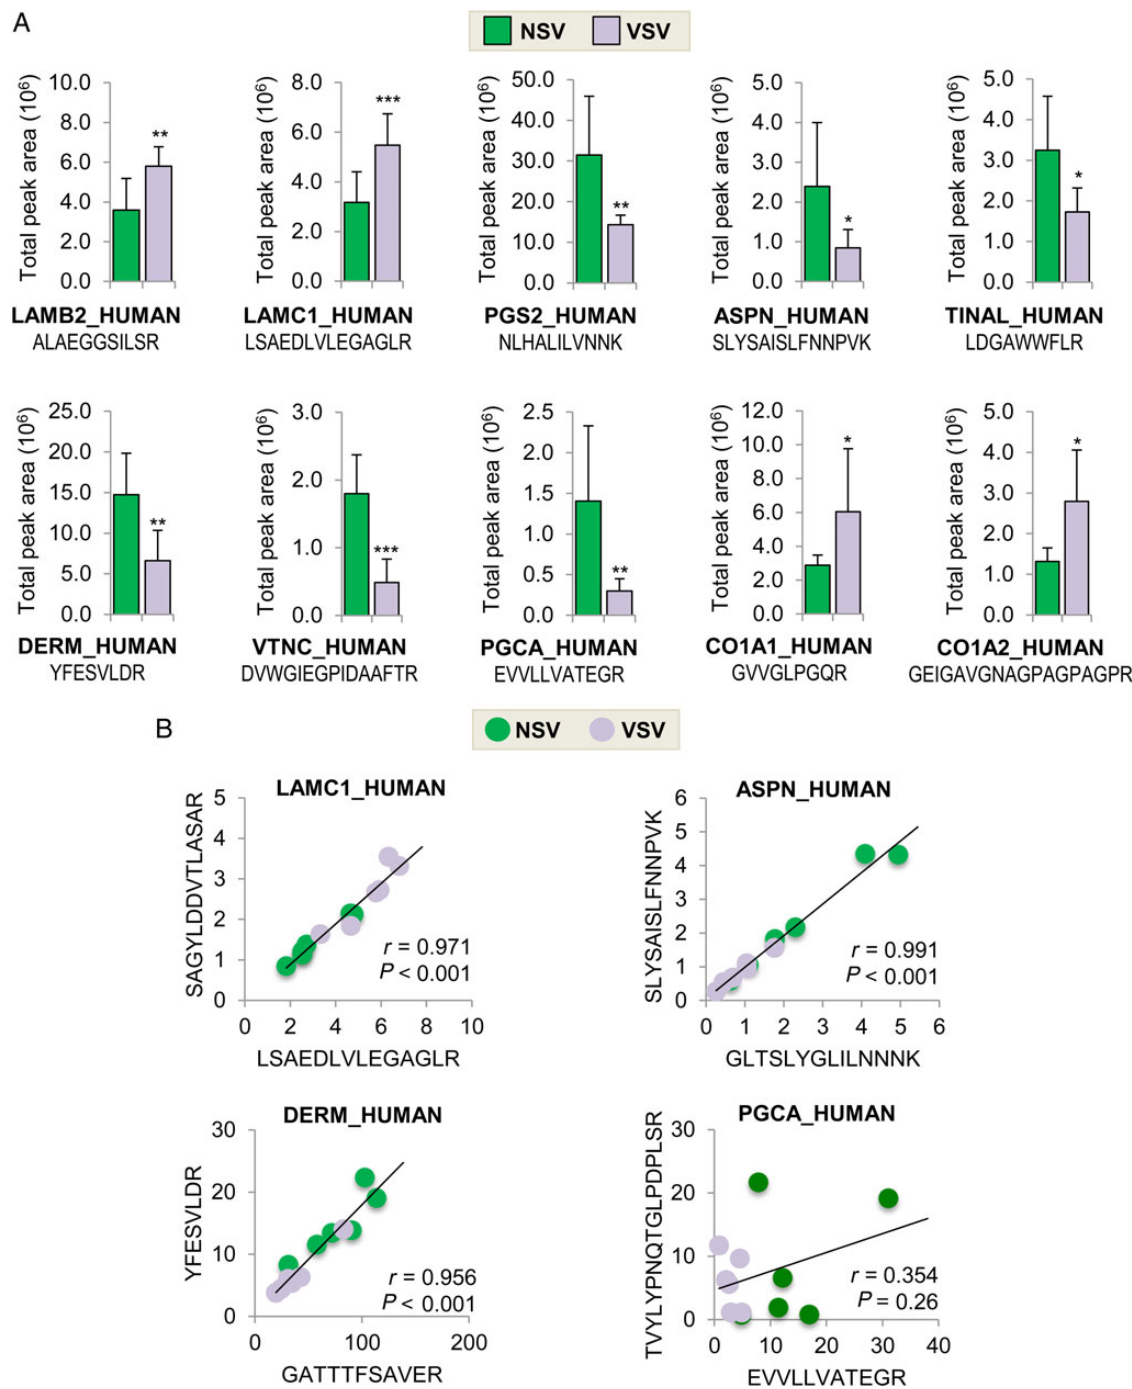 A
NSV VSV
Total peak area (10⁶)
10.0
8.0
6.0
4.0
2.0
0.0
**
LAMB2_HUMAN
ALAEGGSILSR
Total peak area (10⁶)
8.0
6.0
4.0
2.0
0.0
***
LAMC1_HUMAN
LSAEDLVLEGAGLR
Total peak area (10⁶)
50.0
40.0
30.0
20.0
10.0
0.0
**
PGS2_HUMAN
NLHALILVNNK
Total peak area (10⁶)
5.0
4.0
3.0
2.0
1.0
0.0
*
ASPN_HUMAN
SLYSAISLFNNPVK
Total peak area (10⁶)
5.0
4.0
3.0
2.0
1.0
0.0
*
TINAL_HUMAN
LDGAWWFLR
Total peak area (10⁶)
25.0
20.0
15.0
10.0
5.0
0.0
**
DERM_HUMAN
YFESVLDR
Total peak area (10⁶)
3.0
2.0
1.0
0.0
***
VTNC_HUMAN
DVWGIEGPIDAAFTR
Total peak area (10⁶)
2.5
2.0
1.5
1.0
0.5
0.0
**
PGCA_HUMAN
EVVLLVATEGR
Total peak area (10⁶)
12.0
10.0
8.0
6.0
4.0
2.0
0.0
*
CO1A1_HUMAN
GVVGLPGQR
Total peak area (10⁶)
5.0
4.0
3.0
2.0
1.0
0.0
*
CO1A2_HUMAN
GEIGAVGNAGPAGPAGPR
B
NSV VSV
LAMC1_HUMAN
SAGYLDDVTLASAR
5
4
3
2
1
0
r = 0.971
P < 0.001
0 2 4 6 8 10
LSAEDLVLEGAGLR
ASPN_HUMAN
SLYSAISLFNNPVK
6
5
4
3
2
1
0
r = 0.991
P < 0.001
0 1 2 3 4 5 6
GLTSLYGLILNNNK
DERM_HUMAN
YFESVLDR
30
20
10
0
r = 0.956
P < 0.001
0 100 200
GATTTFSAVER
PGCA_HUMAN
TVYLYPNQTGLPDPLSR
30
20
10
0
r = 0.354
P = 0.26
0 10 20 30 40
EVVLLVATEGR